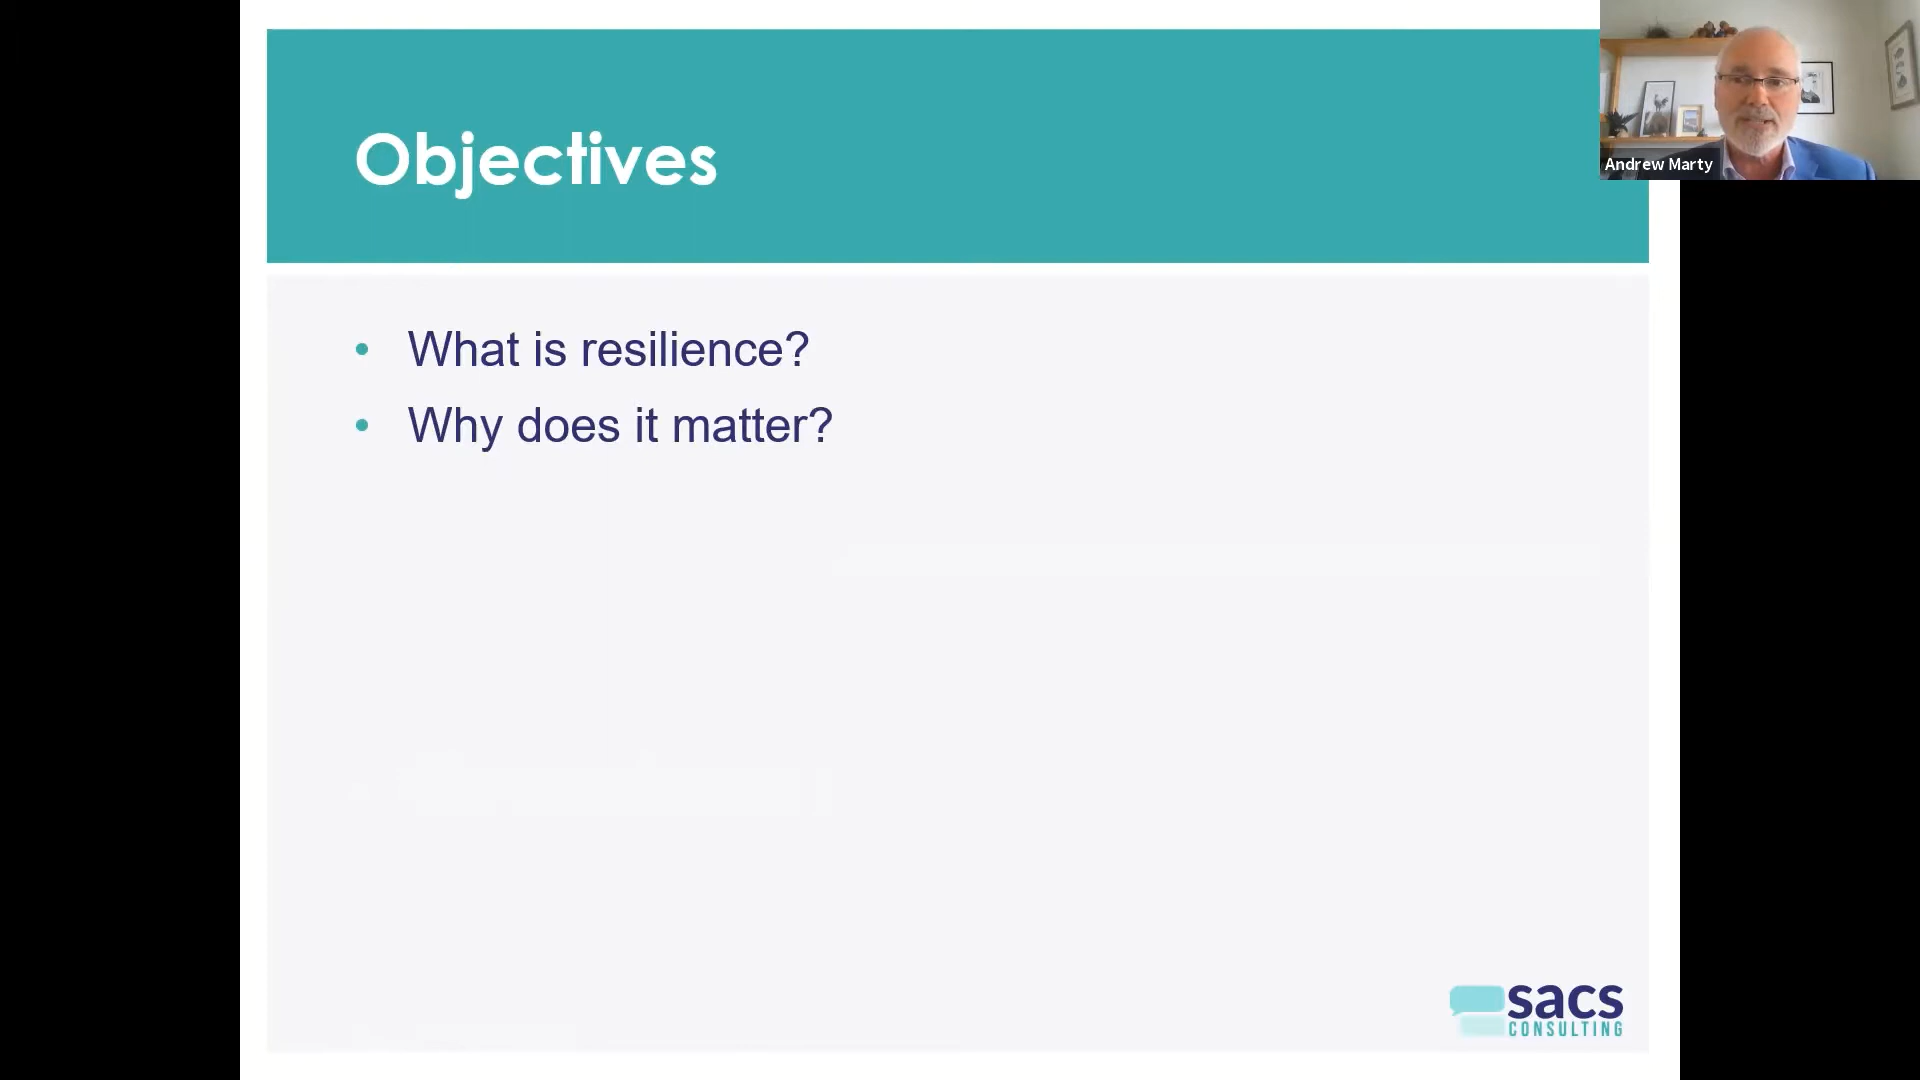 Objectives
Andrew Marty
• What is resilience?
• Why does it matter?
sacs
CONSULTING